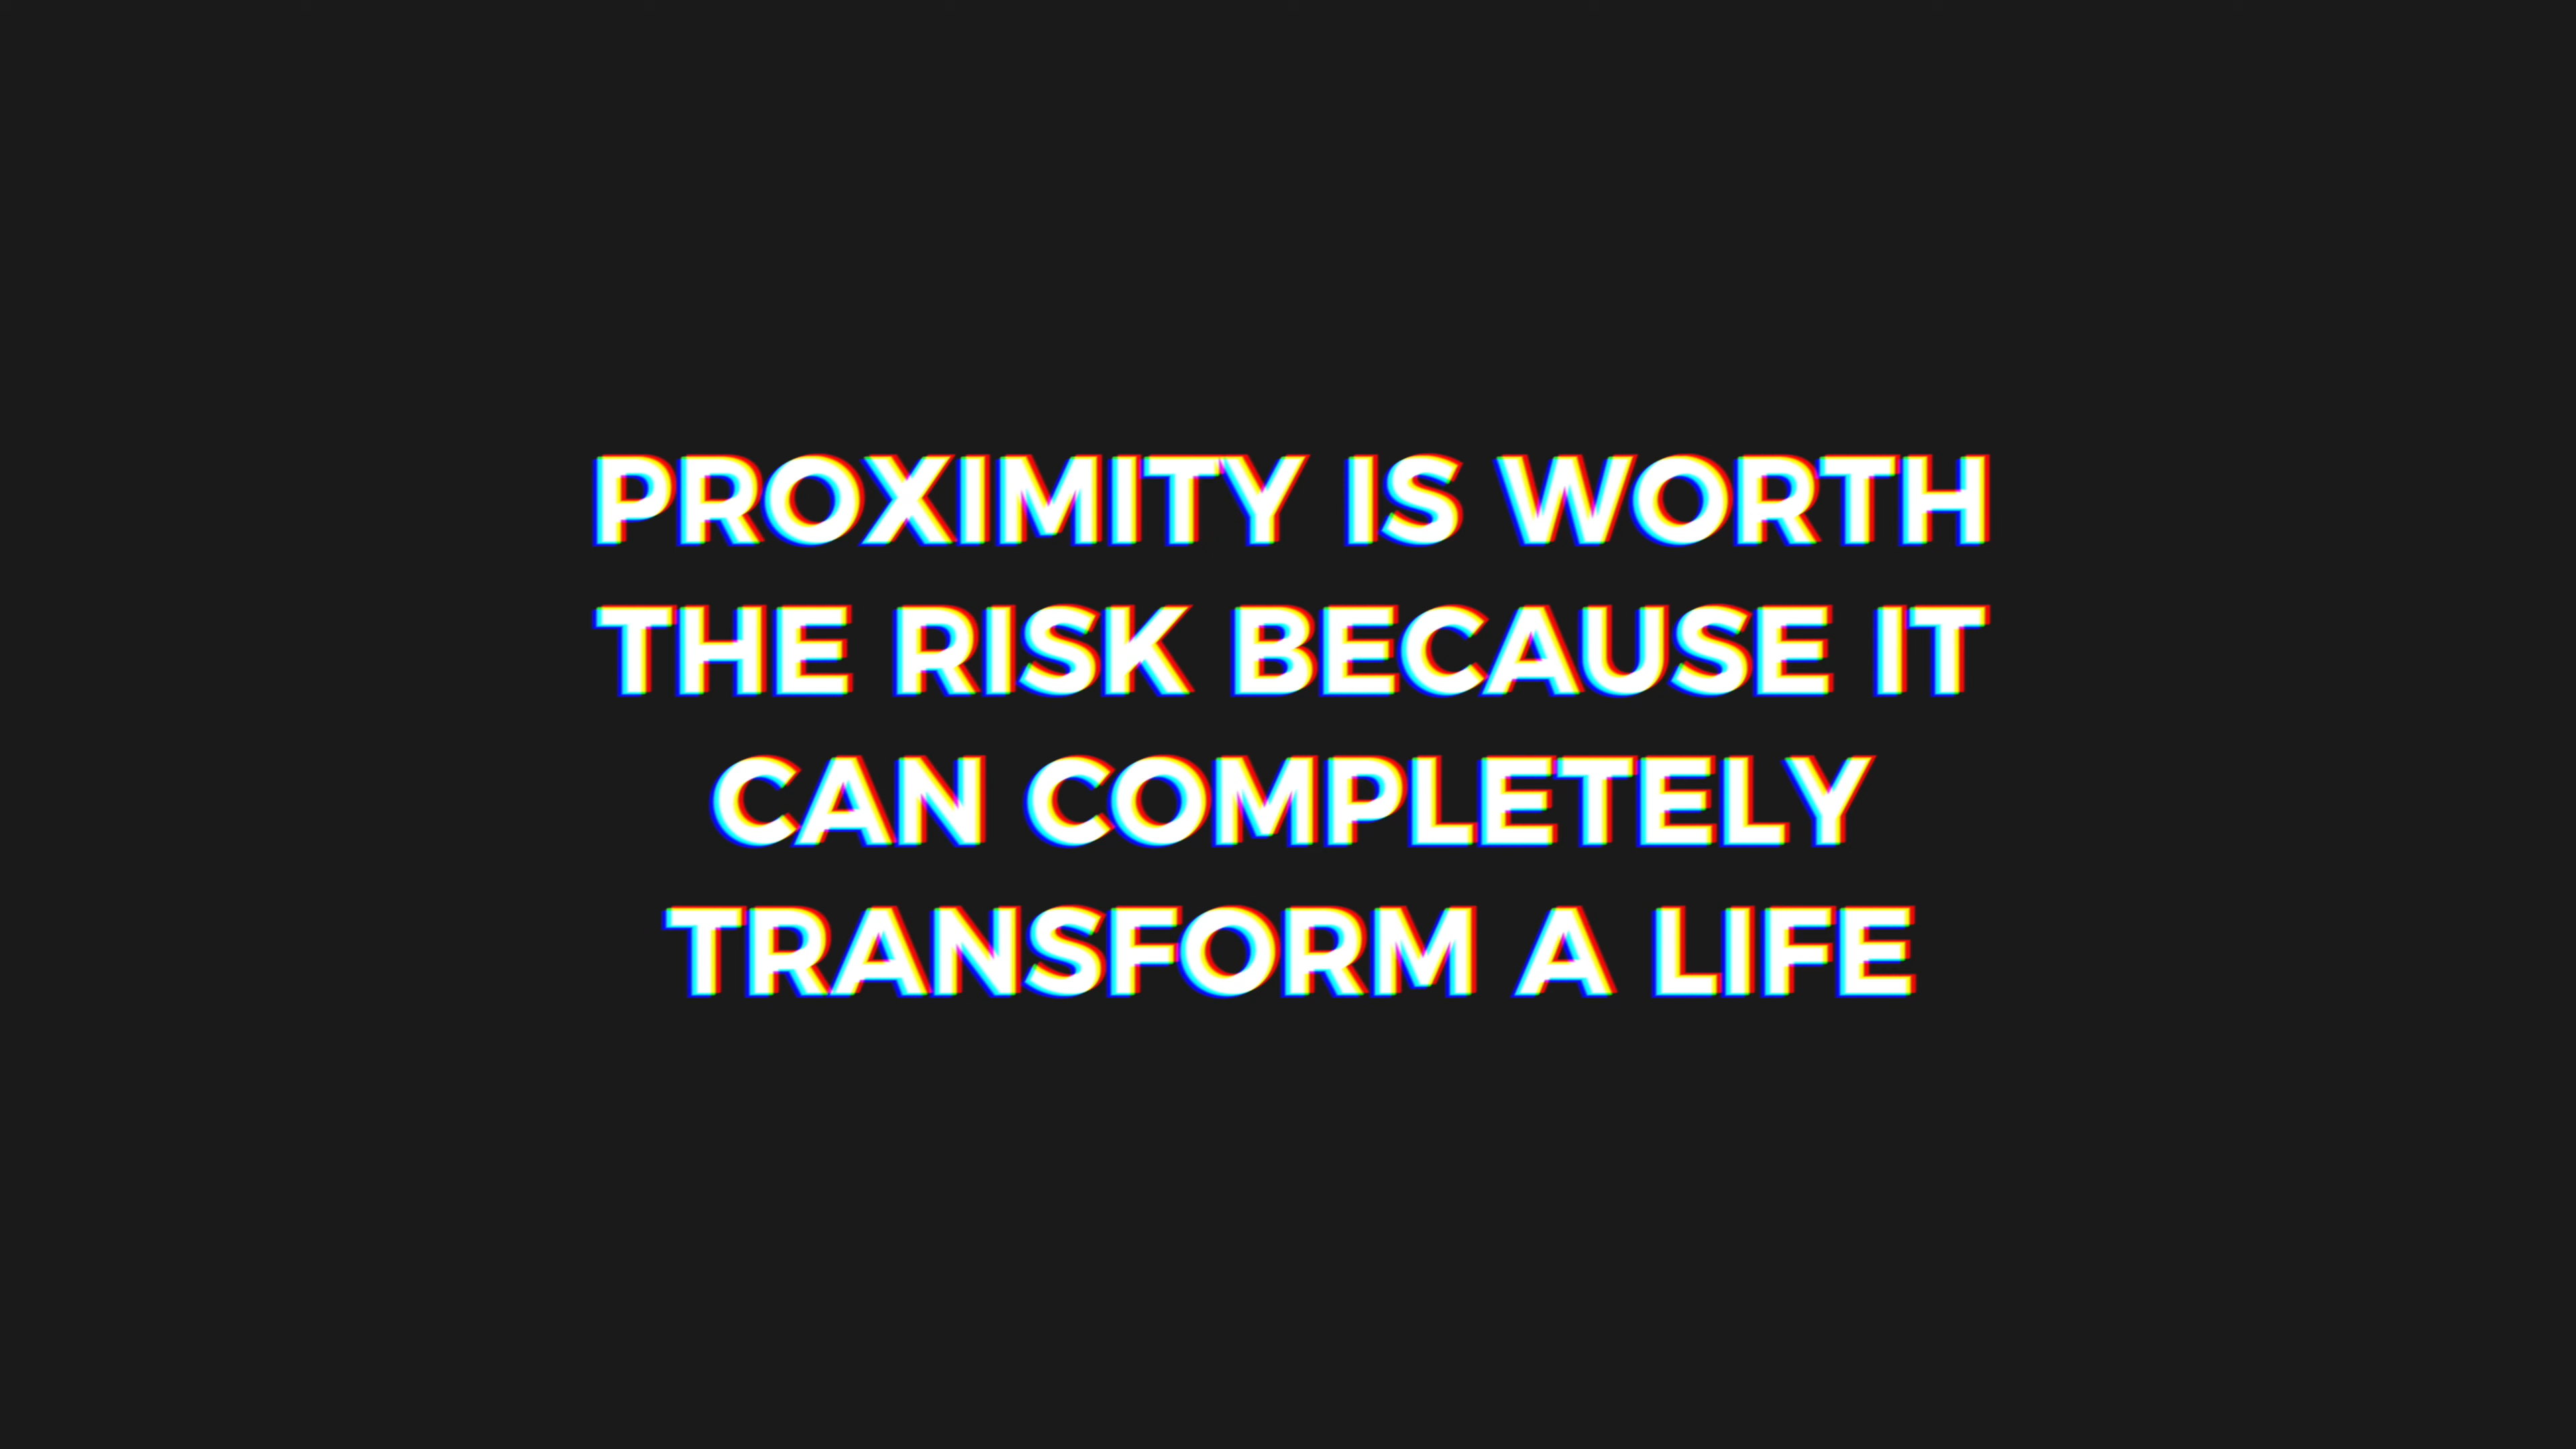 PROXIMITY IS WORTH
THE RISK BECAUSE IT
CAN COMPLETELY
TRANSFORM A LIFE